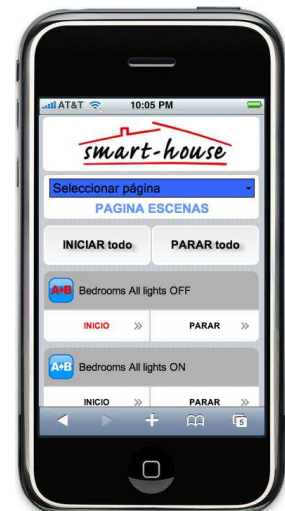 AT&T 10:05 PM
smart-house
Seleccionar página
PAGINA ESCENAS
INICIAR todo PARAR todo
A+B Bedrooms All lights OFF
INICIO >> PARAR >>
A+B Bedrooms All lights ON
INICIO >> PARAR >>
5